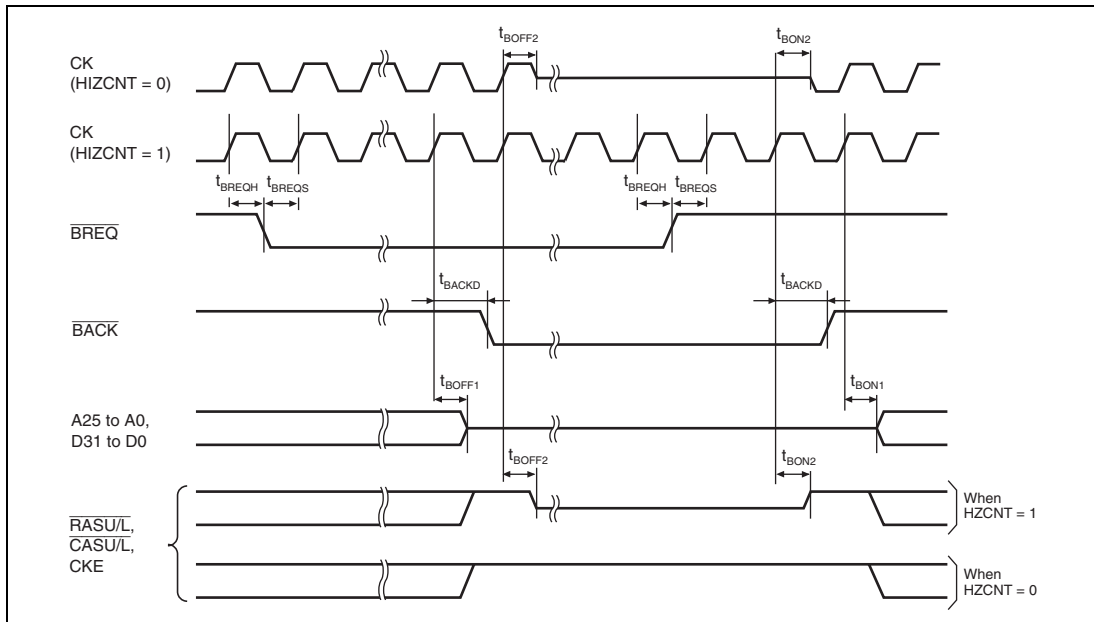 tBOFF2 tBON2
CK
(HIZCNT = 0)
CK
(HIZCNT = 1)
tBREQH tBREQS tBREQH tBREQS
BREQ
tBACKD tBACKD
BACK
tBOFF1 tBON1
A25 to A0,
D31 to D0
tBOFF2 tBON2
RASU/L,
CASU/L,
CKE
When
HZCNT = 1
When
HZCNT = 0